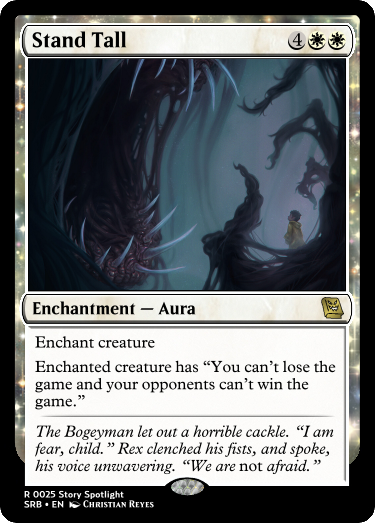 Stand Tall 4
Enchantment — Aura
Enchant creature
Enchanted creature has “You can’t lose the
game and your opponents can’t win the
game.”
The Bogeyman let out a horrible cackle. “I am
fear, child.” Rex clenched his fists, and spoke,
his voice unwavering. “We are not afraid.”
R 0025 Story Spotlight
SRB • EN Christian Reyes